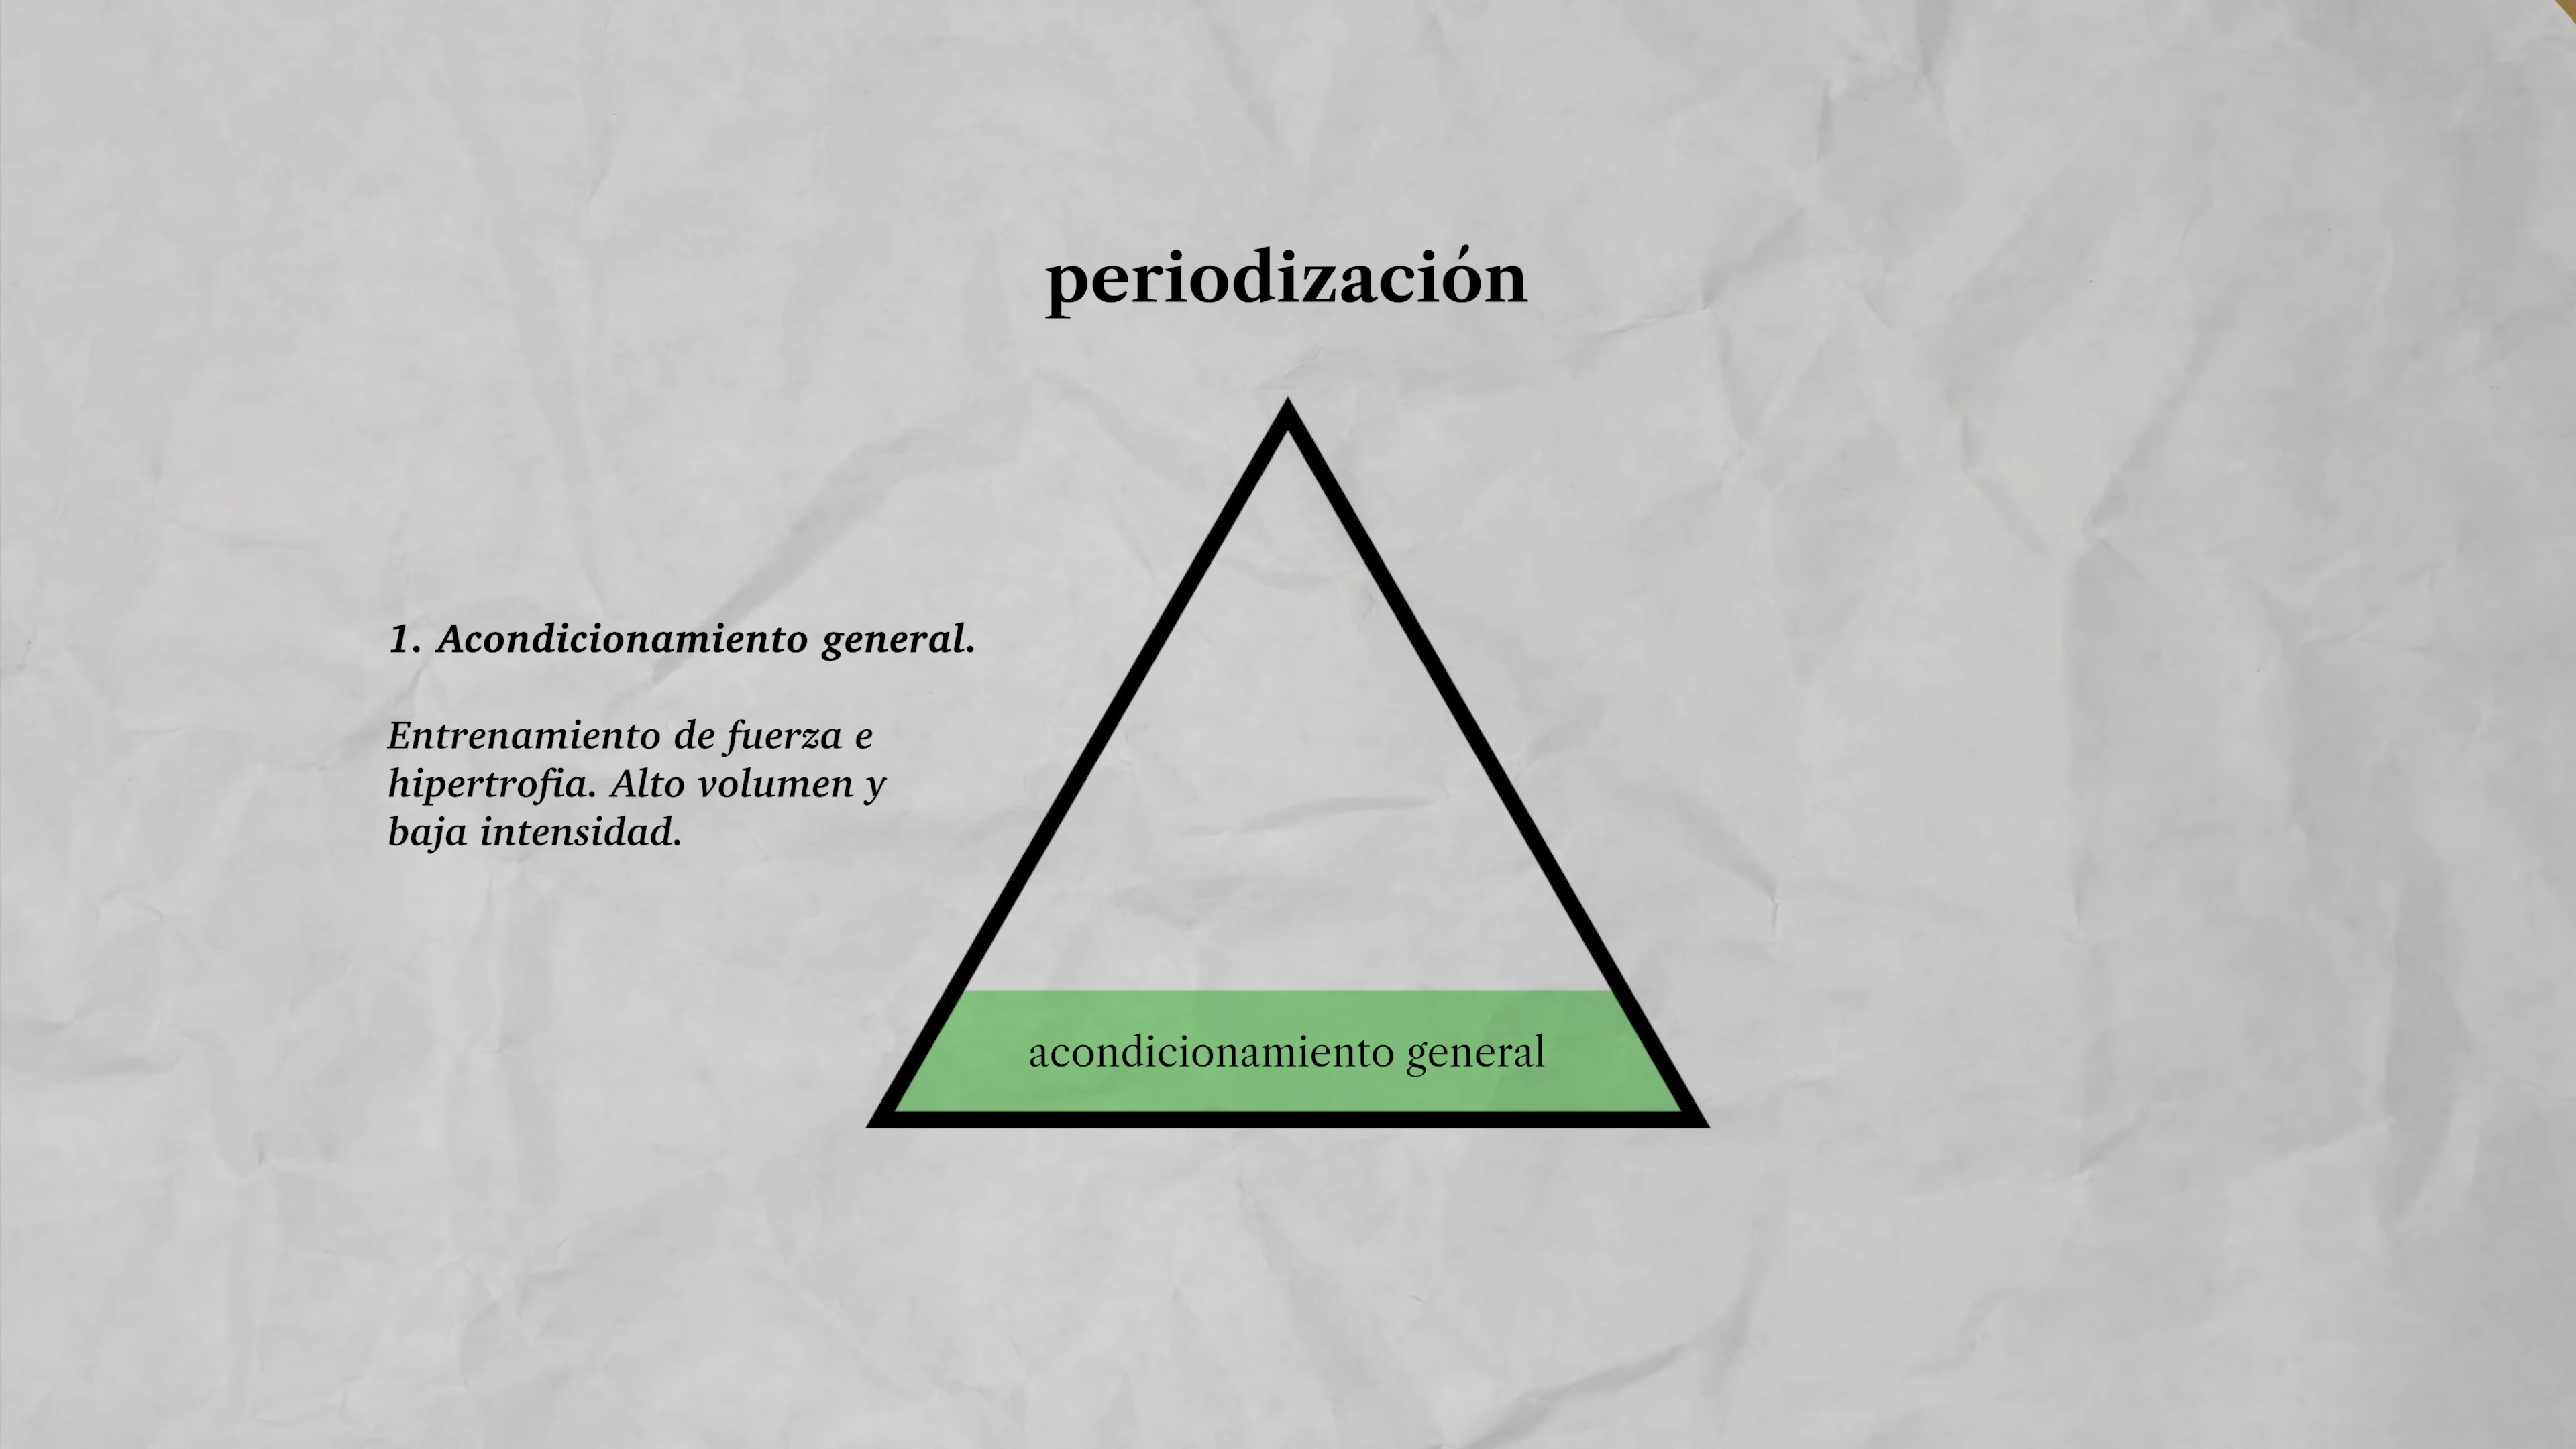 periodización
1. Acondicionamiento general.
Entrenamiento de fuerza e
hipertrofia. Alto volumen y
baja intensidad.
acondicionamiento general